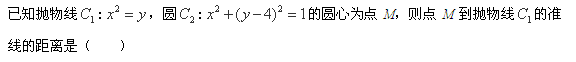 已知抛物线 C₁：x²=y，圆 C₂：x²+(y-4)²=1的圆心为点 M，则点 M 到抛物线 C₁ 的准
线的距离是（　　）